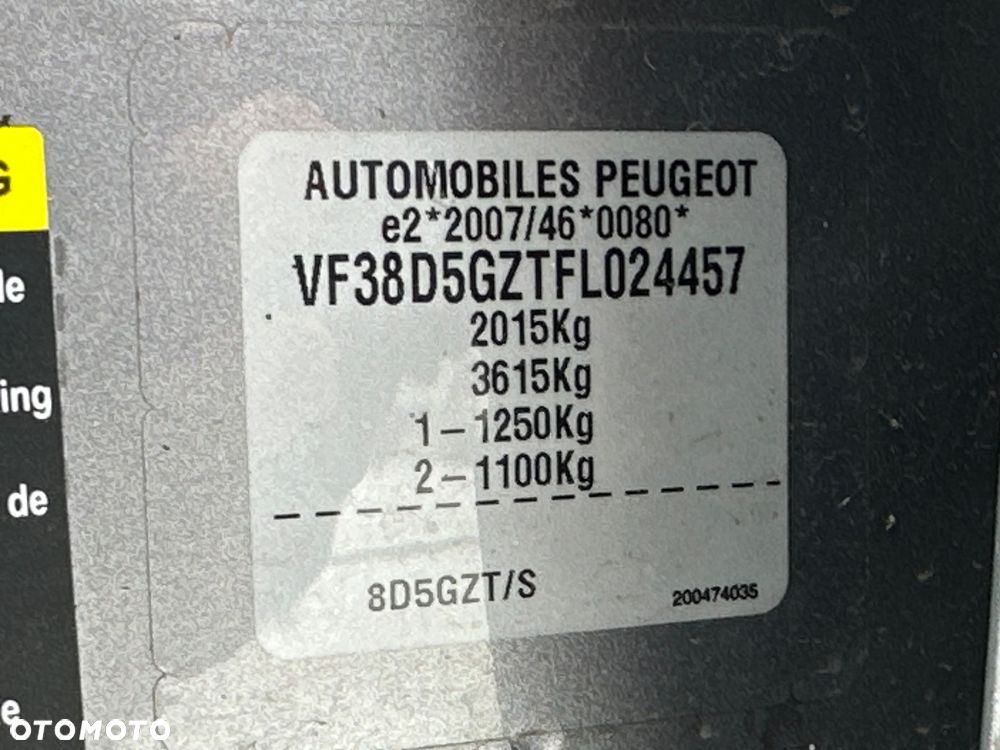 AUTOMOBILES PEUGEOT
e2*2007/46*0080*
VF38D5GZTFL024457
2015Kg
3615Kg
1-1250Kg
2-1100Kg
8D5GZT/S
200474035
G
de
ing
de
e
OTOMOTO